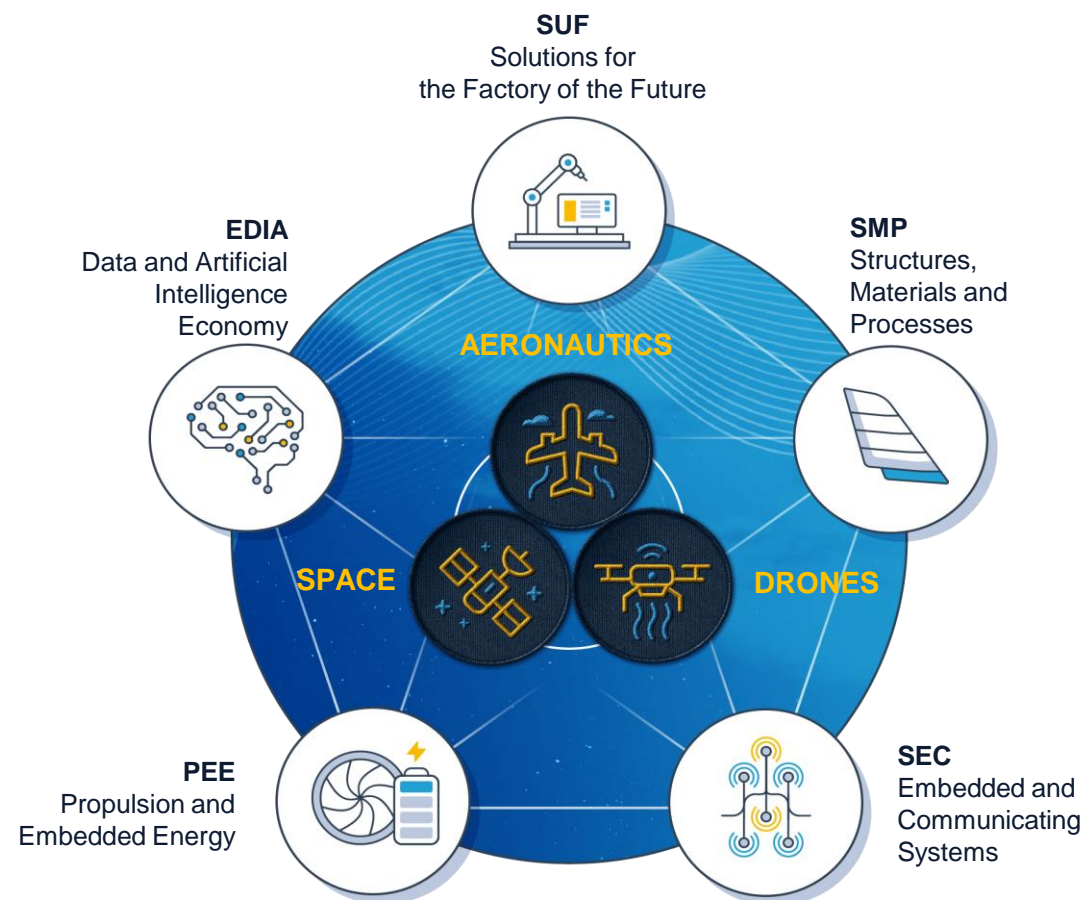 SUF
Solutions for
the Factory of the Future
EDIA
Data and Artificial
Intelligence
Economy
SMP
Structures,
Materials and
Processes
AERONAUTICS
SPACE
DRONES
PEE
Propulsion and
Embedded Energy
SEC
Embedded and
Communicating
Systems